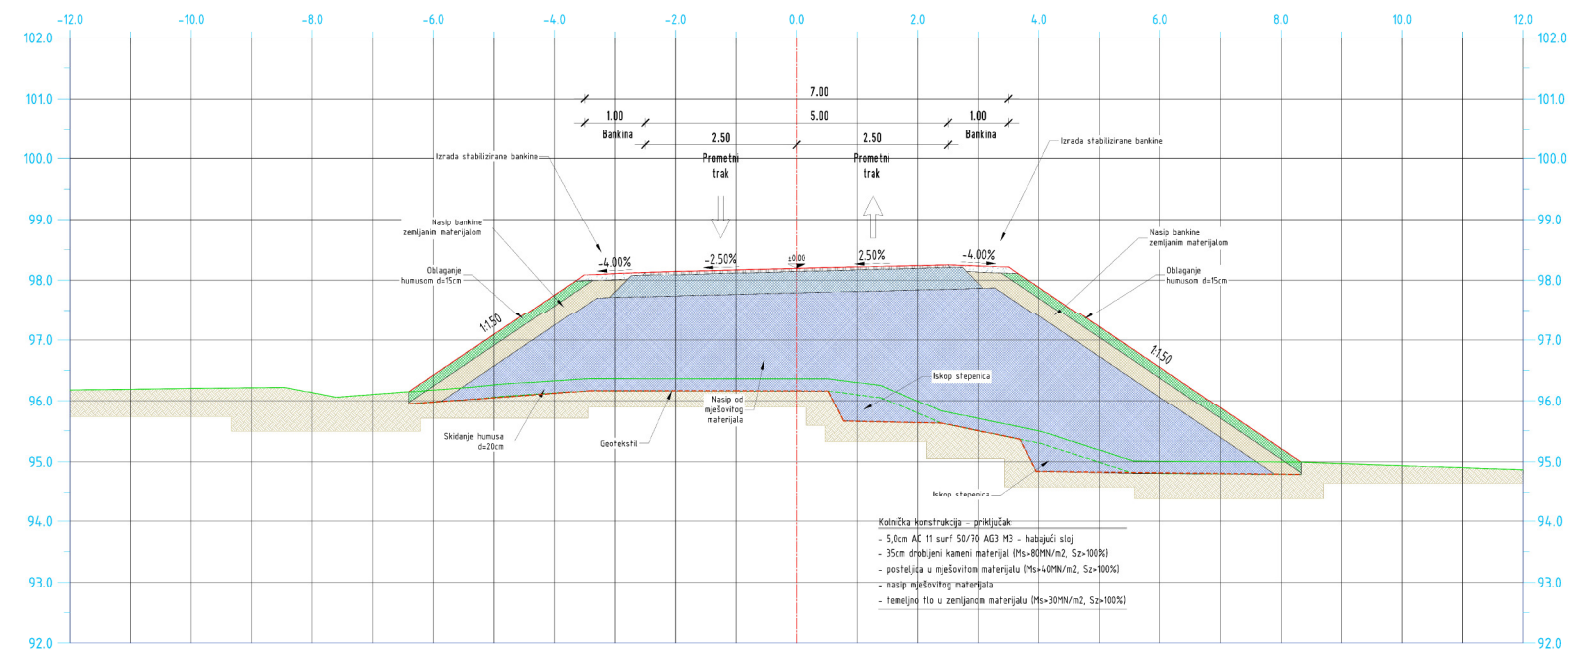 -12.0 -10.0 -8.0 -6.0 -4.0 -2.0 0.0 2.0 4.0 6.0 8.0 10.0 12.0
102.0 102.0
7.00
101.0 101.0
1.00 5.00 1.00
Bankina Bankina
2.50 2.50
Izrada stabilizirane bankine
100.0 100.0
Izrada stabilizirane bankine
Prometni Prometni
trak trak
99.0 99.0
Nasip bankine
zemljanim materijalom
Nasip bankine
zemljanim materijalom
-4.00% -2.50% ±0.00 2.50% -4.00%
Oblaganje
humusom d=15cm
Oblaganje
humusom d=15cm
98.0 98.0
1:1.50
97.0 97.0
1:1.50
Iskop stepenica
96.0 96.0
Nasip od
mješovitog
materijala
Skidanje humusa
d=20cm
Geotekstil
95.0 95.0
Iskop stepenica
94.0 94.0
Kolnička konstrukcija - priključak:
- 5,0cm AC 11 surf 50/70 AG3 M3 - habajući sloj
- 35cm drobljeni kameni materijal (Ms>80MN/m2, Sz>100%)
- posteljica u mješovitom materijalu (Ms>40MN/m2, Sz>100%)
- nasip mješovitog materijala
- temeljno tlo u zemljanom materijalu (Ms>30MN/m2, Sz>100%)
93.0 93.0
92.0 92.0